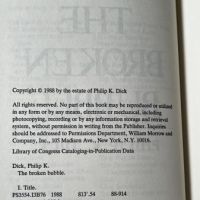 Copyright © 1988 by the estate of Philip K. Dick
All rights reserved. No part of this book may be reproduced or utilized
in any form or by any means, electronic or mechanical, including
photocopying, recording or by any information storage and retrieval
system, without permission in writing from the Publisher. Inquiries
should be addressed to Permissions Department, William Morrow and
Company, Inc., 105 Madison Ave., New York, N.Y. 10016.
Library of Congress Cataloging-in-Publication Data
Dick, Philip K.
The broken bubble.
I. Title.
PS3554.I3B76 1988 813'.54 88-914